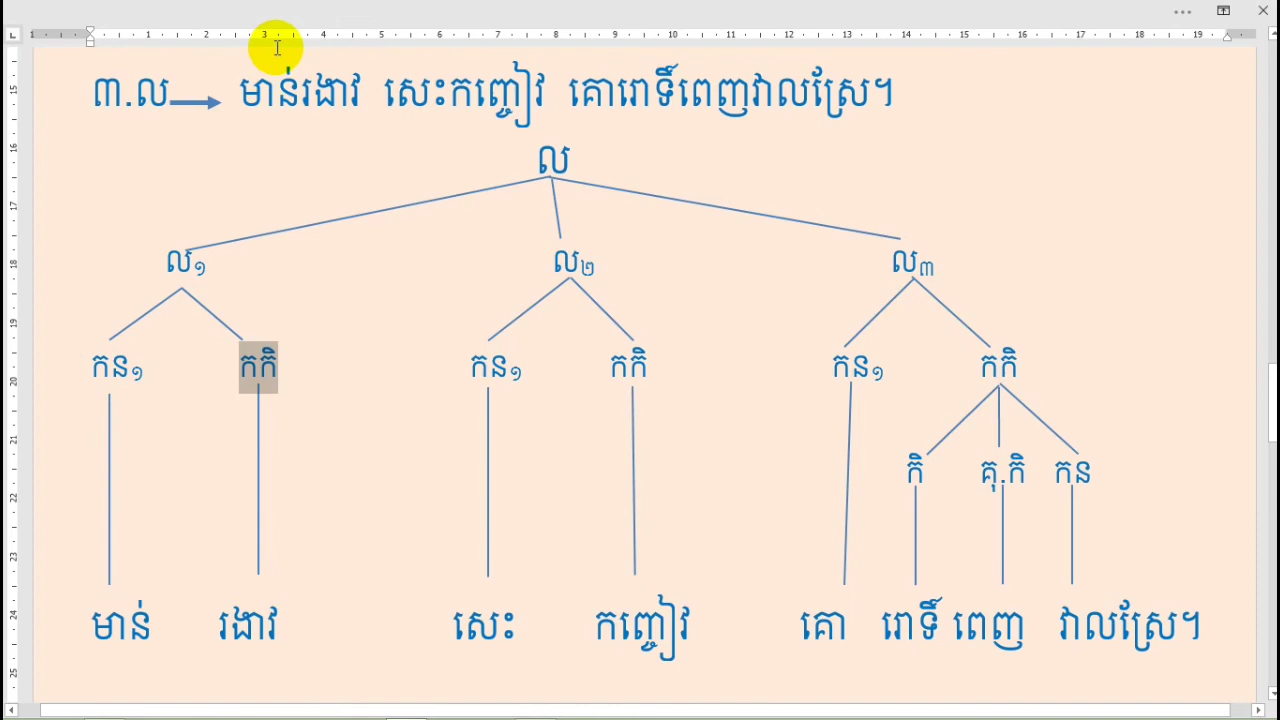 ៣.ល មាន់រងាវ សេះកញ្ជៀវ គោរោទិ៍ពេញវាលស្រែ។
ល
ល១ ល២ ល៣
កន១ កកិ កន១ កកិ កន១ កកិ
កិ គុ.កិ កន
មាន់ រងាវ សេះ កញ្ជៀវ គោ រោទិ៍ ពេញ វាលស្រែ។